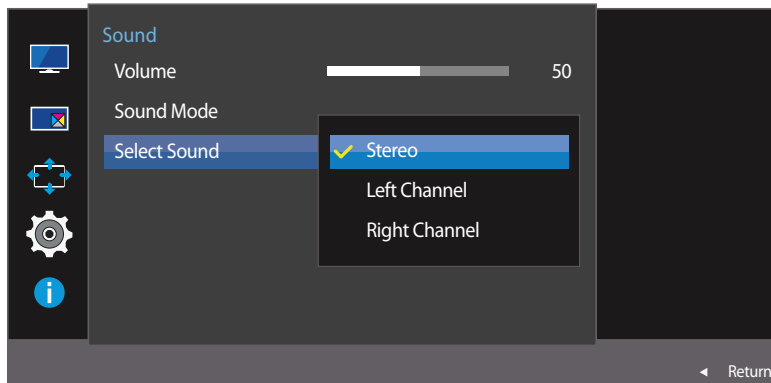 Sound
Volume 50
Sound Mode
Select Sound
Stereo
Left Channel
Right Channel
Return